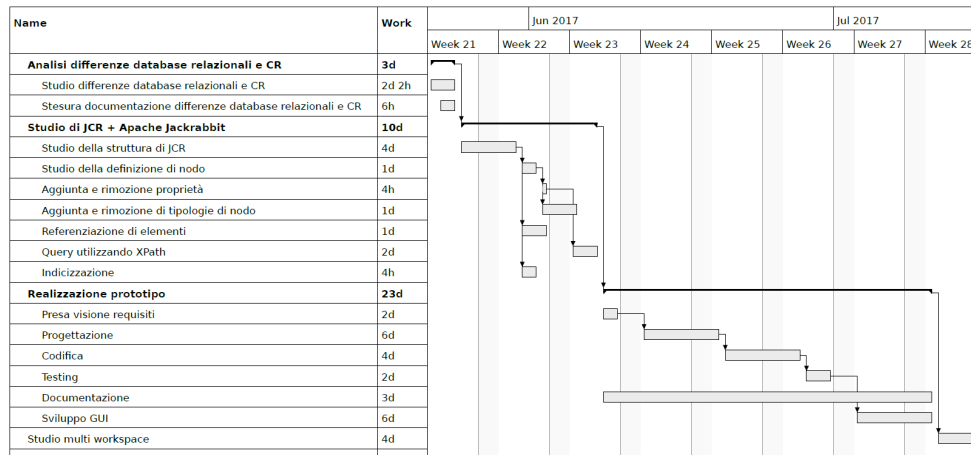 Name Work Jun 2017 Jul 2017
Week 21 Week 22 Week 23 Week 24 Week 25 Week 26 Week 27 Week 28
Analisi differenze database relazionali e CR 3d
Studio differenze database relazionali e CR 2d 2h
Stesura documentazione differenze database relazionali e CR 6h
Studio di JCR + Apache Jackrabbit 10d
Studio della struttura di JCR 4d
Studio della definizione di nodo 1d
Aggiunta e rimozione proprietà 4h
Aggiunta e rimozione di tipologie di nodo 1d
Referenziazione di elementi 1d
Query utilizzando XPath 2d
Indicizzazione 4h
Realizzazione prototipo 23d
Presa visione requisiti 2d
Progettazione 6d
Codifica 4d
Testing 2d
Documentazione 3d
Sviluppo GUI 6d
Studio multi workspace 4d